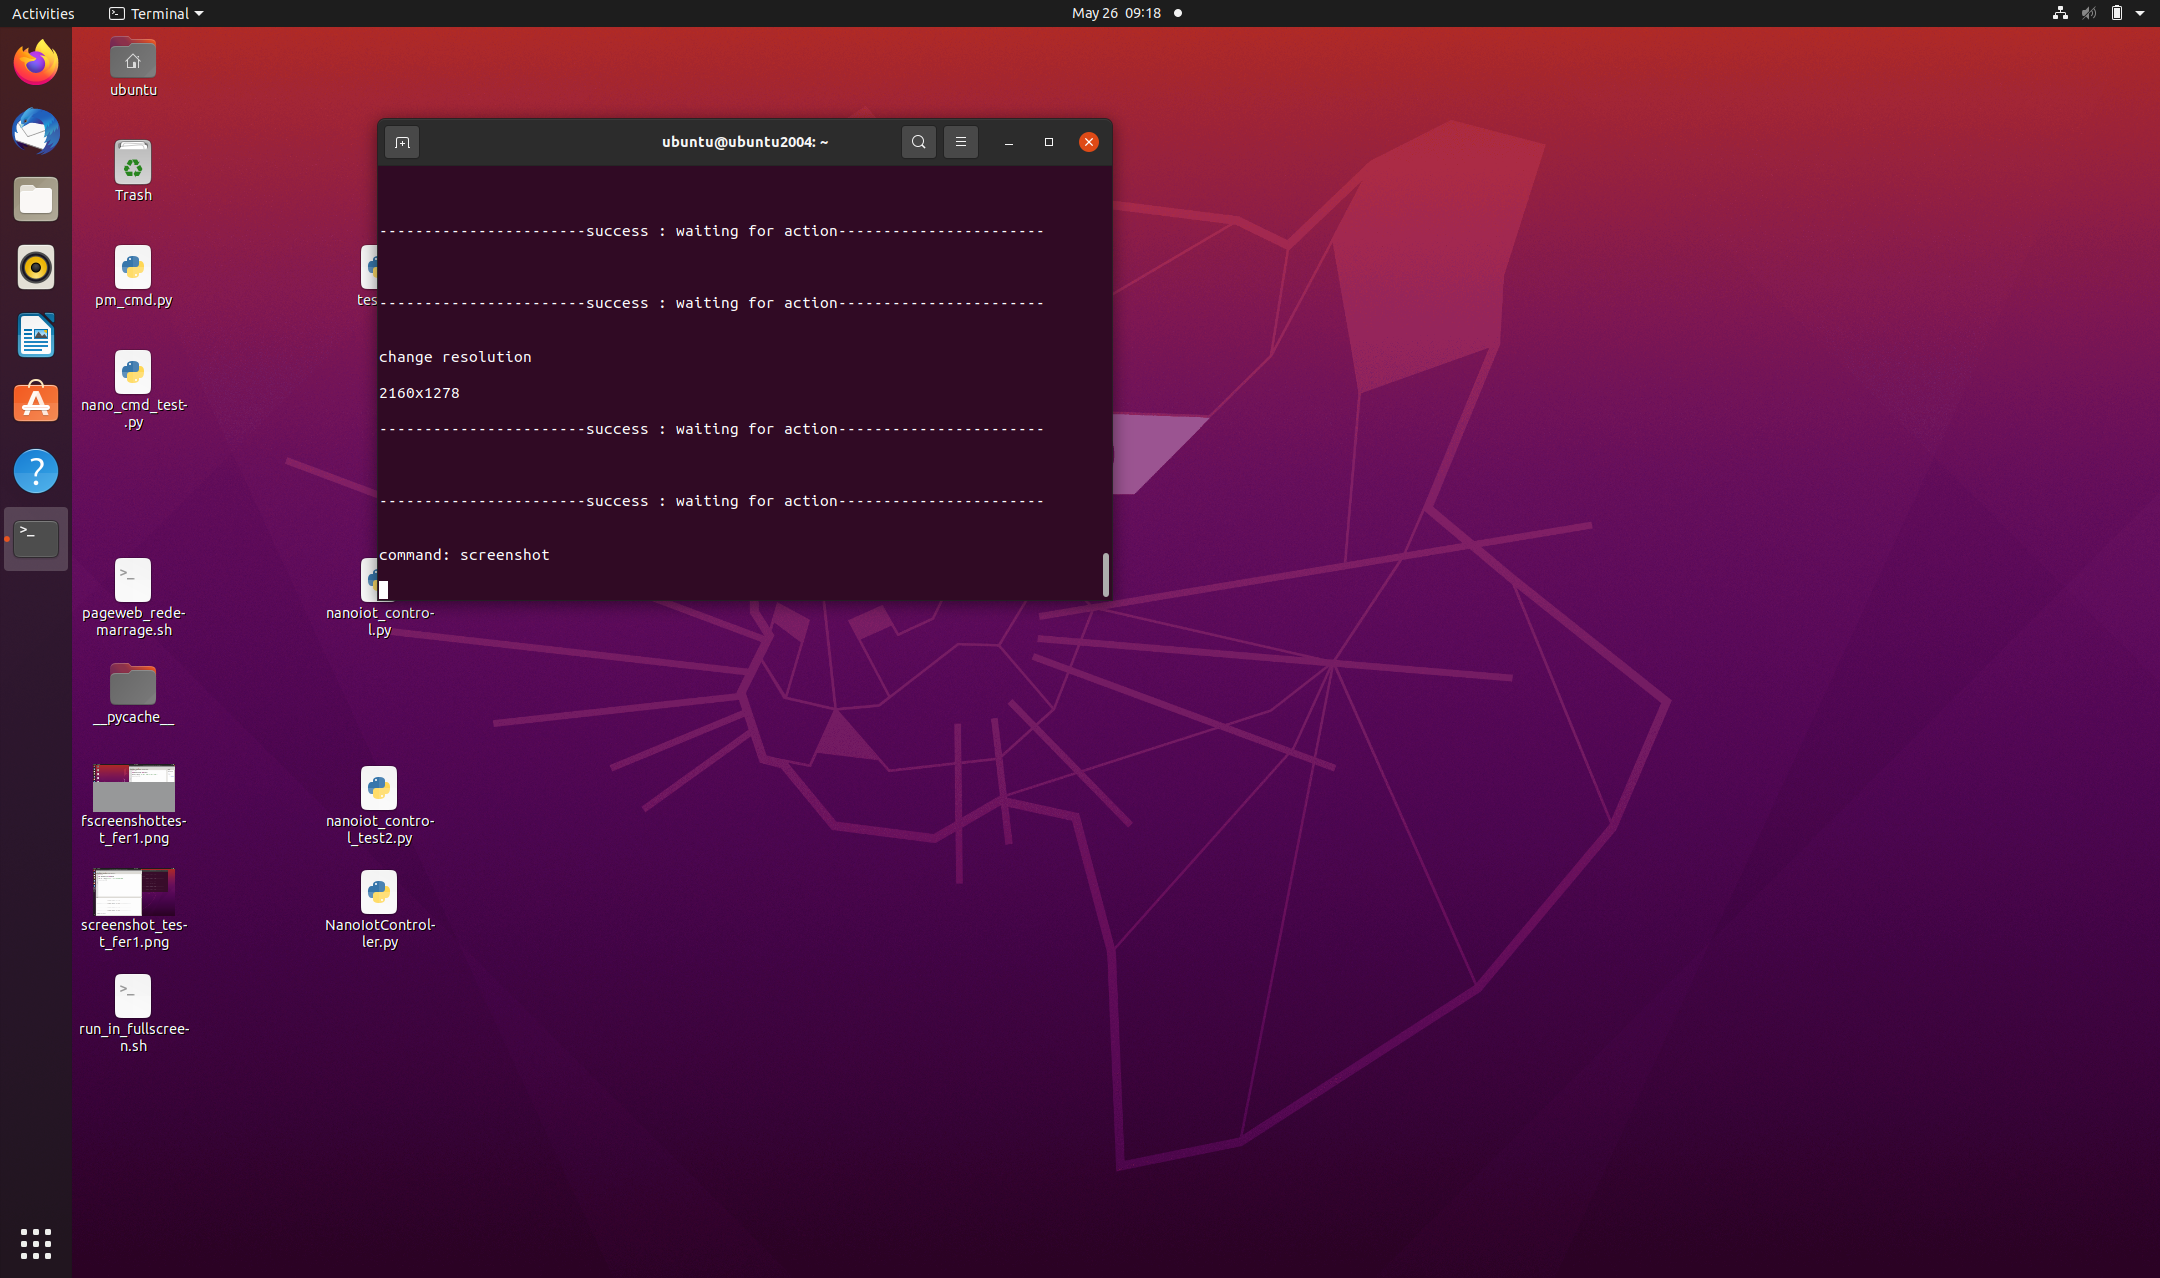 Activities
Terminal
May 26 09:18
ubuntu
Trash
pm_cmd.py
nano_cmd_test-
.py
pageweb_rede-
marrage.sh
__pycache__
fscreenshottes-
t_fer1.png
screenshot_tes-
t_fer1.png
run_in_fullscree-
n.sh
tes
nanoiot_contro-
l.py
nanoiot_contro-
l_test2.py
NanoIotControl-
ler.py
ubuntu@ubuntu2004: ~
-----------------------success : waiting for action-----------------------
-----------------------success : waiting for action-----------------------
change resolution
2160x1278
-----------------------success : waiting for action-----------------------
-----------------------success : waiting for action-----------------------
command: screenshot